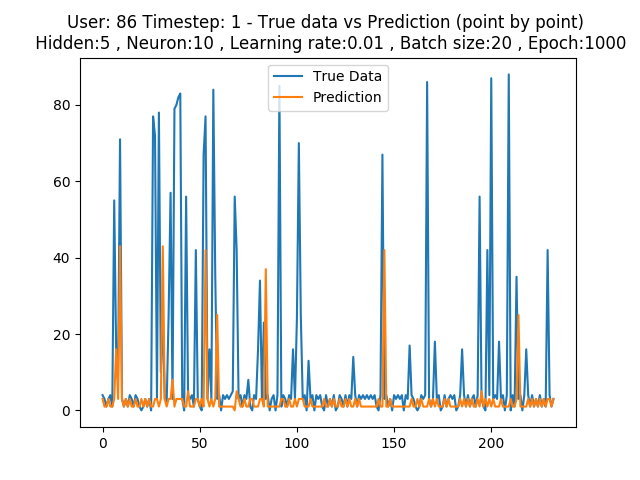 User: 86 Timestep: 1 - True data vs Prediction (point by point)
Hidden:5 , Neuron:10 , Learning rate:0.01 , Batch size:20 , Epoch:1000
True Data
Prediction
80
60
40
20
0
0 50 100 150 200